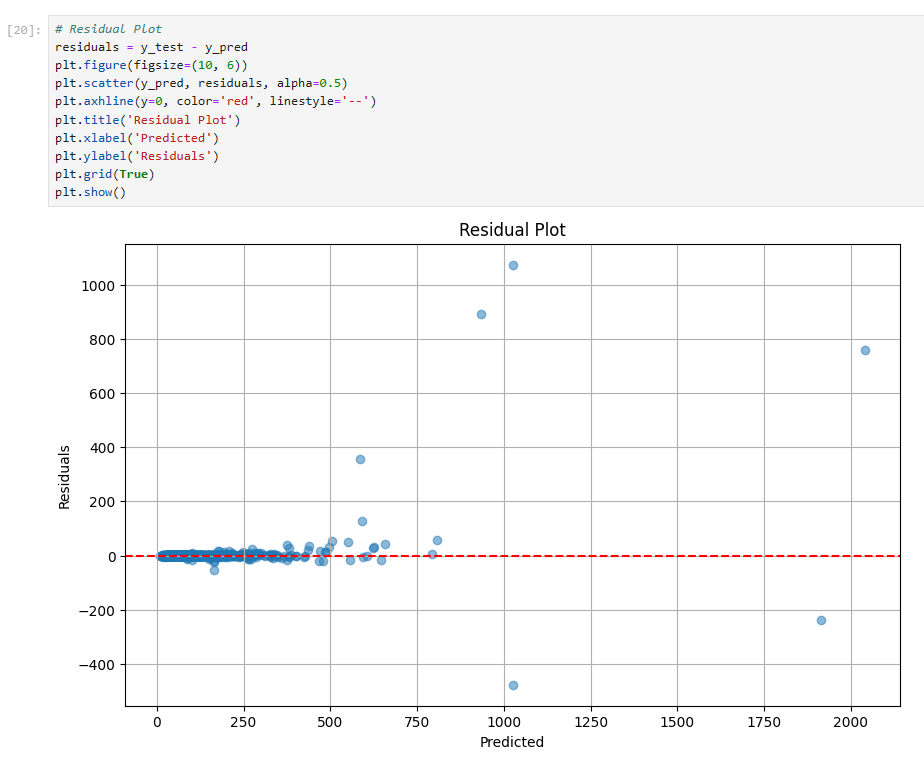 [20]:
# Residual Plot
residuals = y_test - y_pred
plt.figure(figsize=(10, 6))
plt.scatter(y_pred, residuals, alpha=0.5)
plt.axhline(y=0, color='red', linestyle='--')
plt.title('Residual Plot')
plt.xlabel('Predicted')
plt.ylabel('Residuals')
plt.grid(True)
plt.show()
Residual Plot
1000
800
600
400
200
0
−200
−400
Residuals
0 250 500 750 1000 1250 1500 1750 2000
Predicted